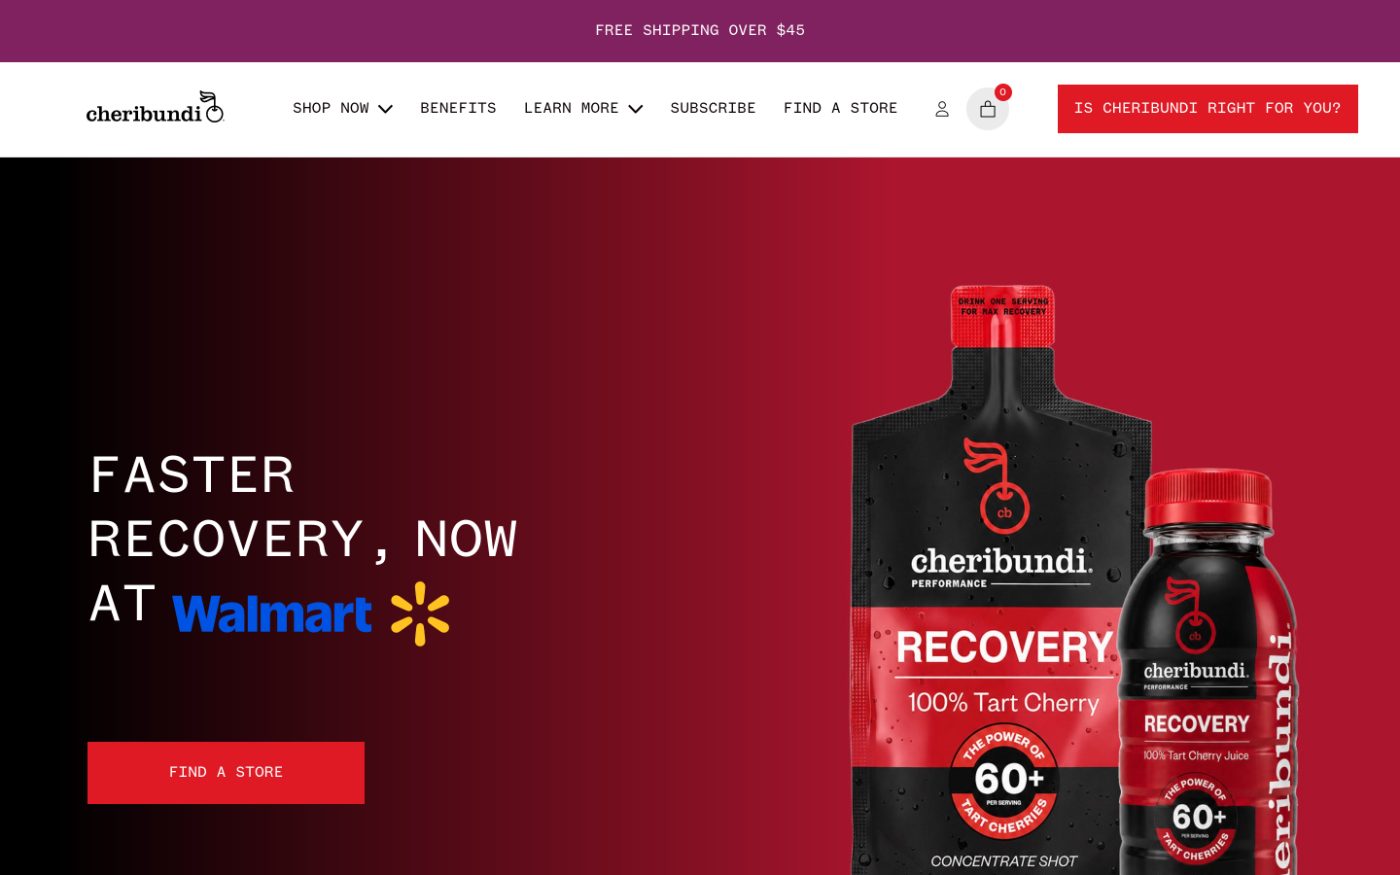 FREE SHIPPING OVER $45
cheribundi
SHOP NOW
BENEFITS
LEARN MORE
SUBSCRIBE
FIND A STORE
0
IS CHERIBUNDI RIGHT FOR YOU?
FASTER
RECOVERY, NOW
AT Walmart
FIND A STORE
DRINK ONE SERVING
FOR MAX RECOVERY
cb
cheribundi
PERFORMANCE
RECOVERY
100% Tart Cherry
THE POWER OF
60+
PER SERVING
TART CHERRIES
CONCENTRATE SHOT
cb
cheribundi
PERFORMANCE
RECOVERY
100% Tart Cherry Juice
THE POWER OF
60+
PER SERVING
TART CHERRIES
eribundi